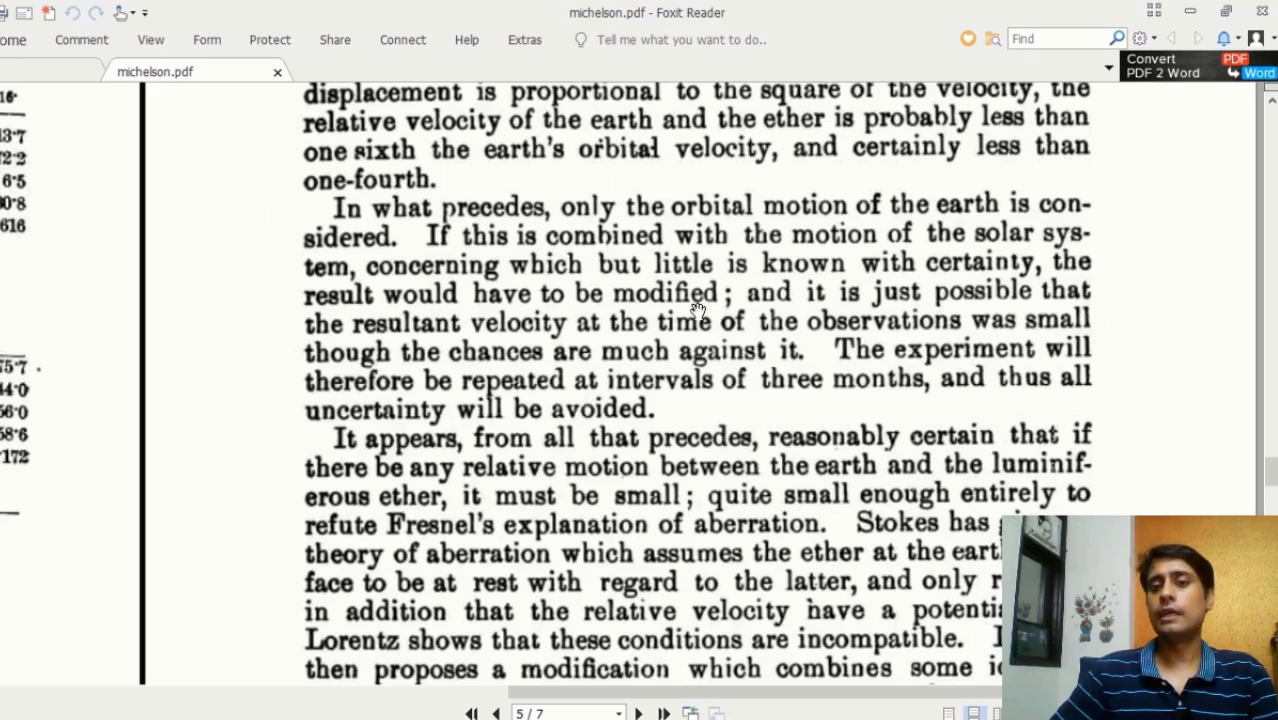 michelson.pdf - Foxit Reader
Comment View Form Protect Share Connect Help Extras Tell me what you want to do.. Find
michelson.pdf
Convert PDF
PDF 2 Word Word
displacement is proportional to the square of the velocity, the
relative velocity of the earth and the ether is probably less than
one sixth the earth's orbital velocity, and certainly less than
one-fourth.
In what precedes, only the orbital motion of the earth is con-
sidered. If this is combined with the motion of the solar sys-
tem, concerning which but little is known with certainty, the
result would have to be modified; and it is just possible that
the resultant velocity at the time of the observations was small
though the chances are much against it. The experiment will
therefore be repeated at intervals of three months, and thus all
uncertainty will be avoided.
It appears, from all that precedes, reasonably certain that if
there be any relative motion between the earth and the luminif-
erous ether, it must be small; quite small enough entirely to
refute Fresnel's explanation of aberration. Stokes has
theory of aberration which assumes the ether at the
face to be at rest with regard to the latter, and only
in addition that the relative velocity have a
Lorentz shows that these conditions are incompatible.
then proposes a modification which combines some
5 / 7